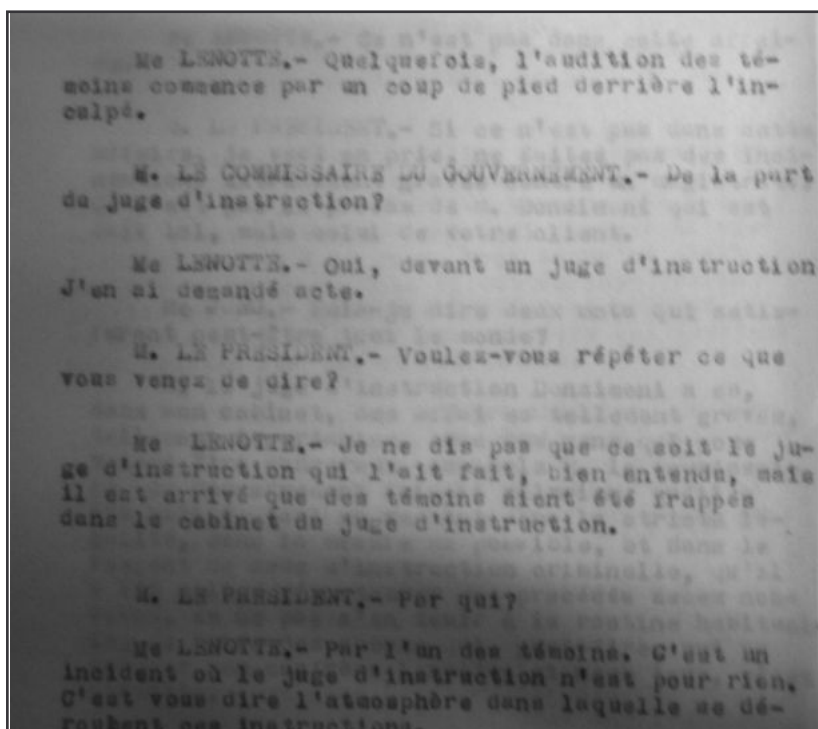 Me LENOTTE.- Quelquefois, l'audition des té-
moins commence par un coup de pied derrière l'in-
culpé.
M. LE COMMISSAIRE DU GOUVERNEMENT.- De la part
du juge d'instruction?
Me LENOTTE.- Oui, devant un juge d'instruction
J'en ai demandé acte.
M. LE PRESIDENT.- Voulez-vous répéter ce que
vous venez de dire?
Me LENOTTE.- Je ne dis pas que ce soit le ju-
ge d'instruction qui l'ait fait, bien entendu, mais
il est arrivé que des témoins aient été frappés
dans le cabinet du juge d'instruction.
M. LE PRESIDENT.- Par qui?
Me LENOTTE.- Par l'un des témoins. C'est un
incident où le juge d'instruction n'est pour rien.
C'est vous dire l'atmosphère dans laquelle se dé-
roulent ces instructions.